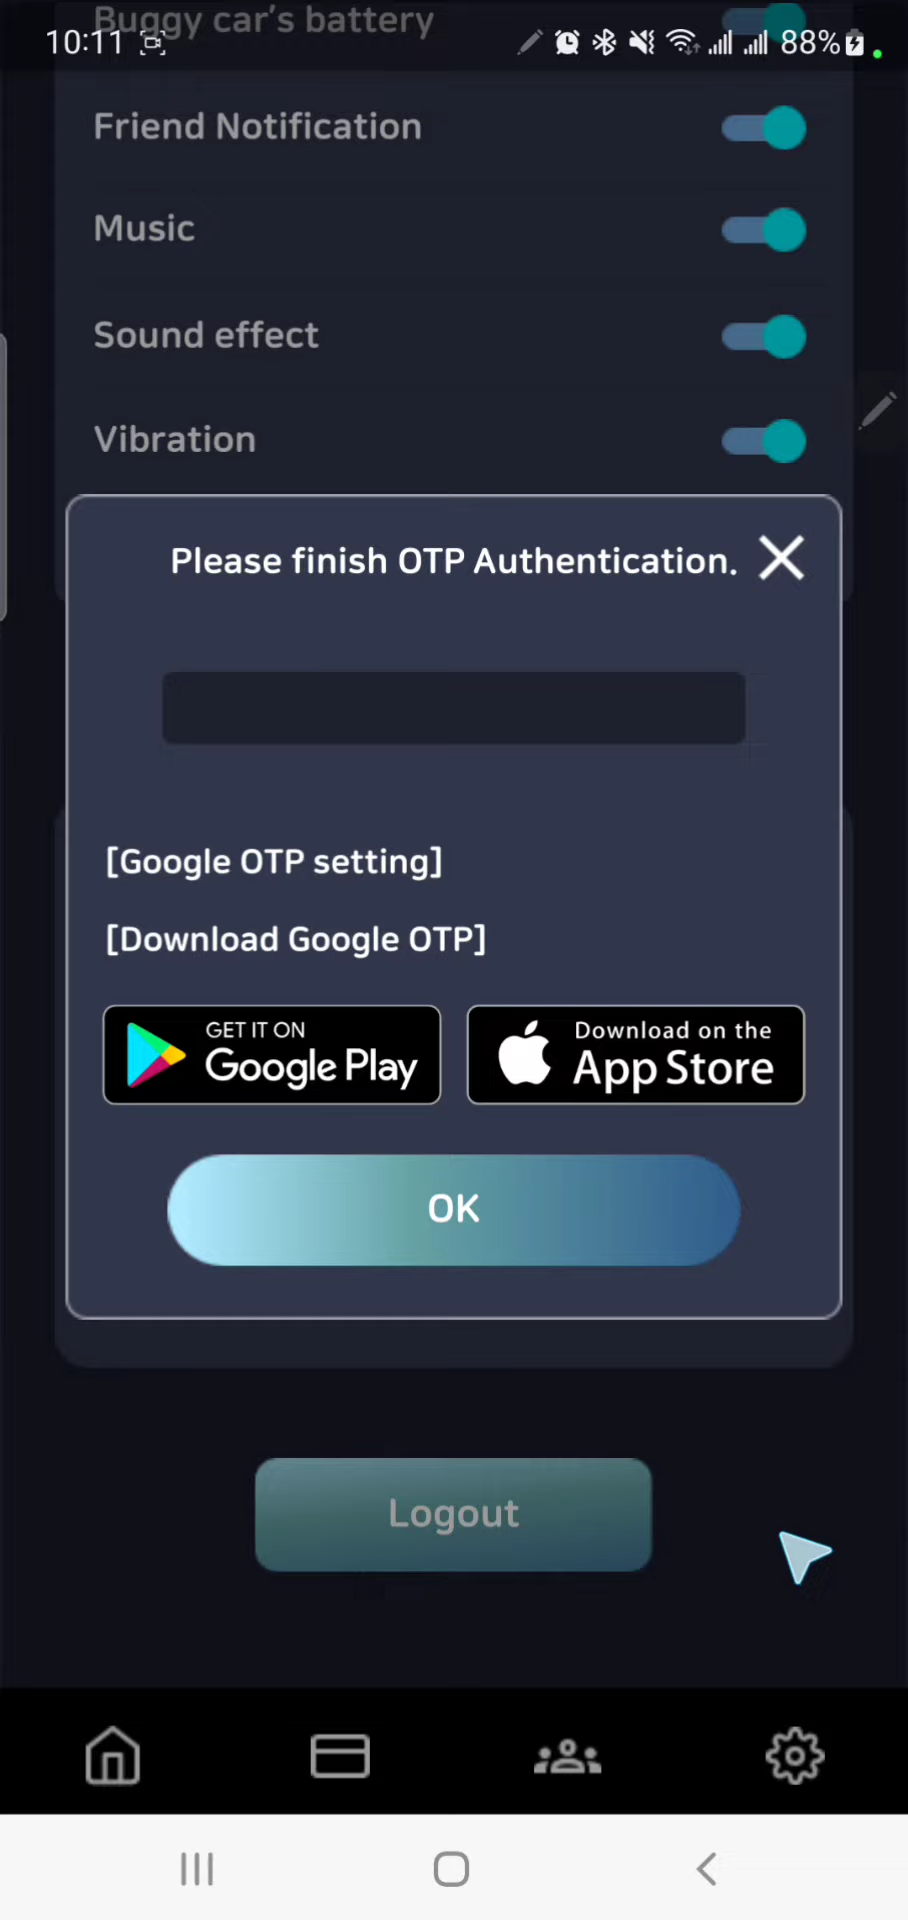 Buggy car's battery
10:11
88%
Friend Notification
Music
Sound effect
Vibration
Please finish OTP Authentication.
[Google OTP setting]
[Download Google OTP]
GET IT ON
Google Play
Download on the
App Store
OK
Logout